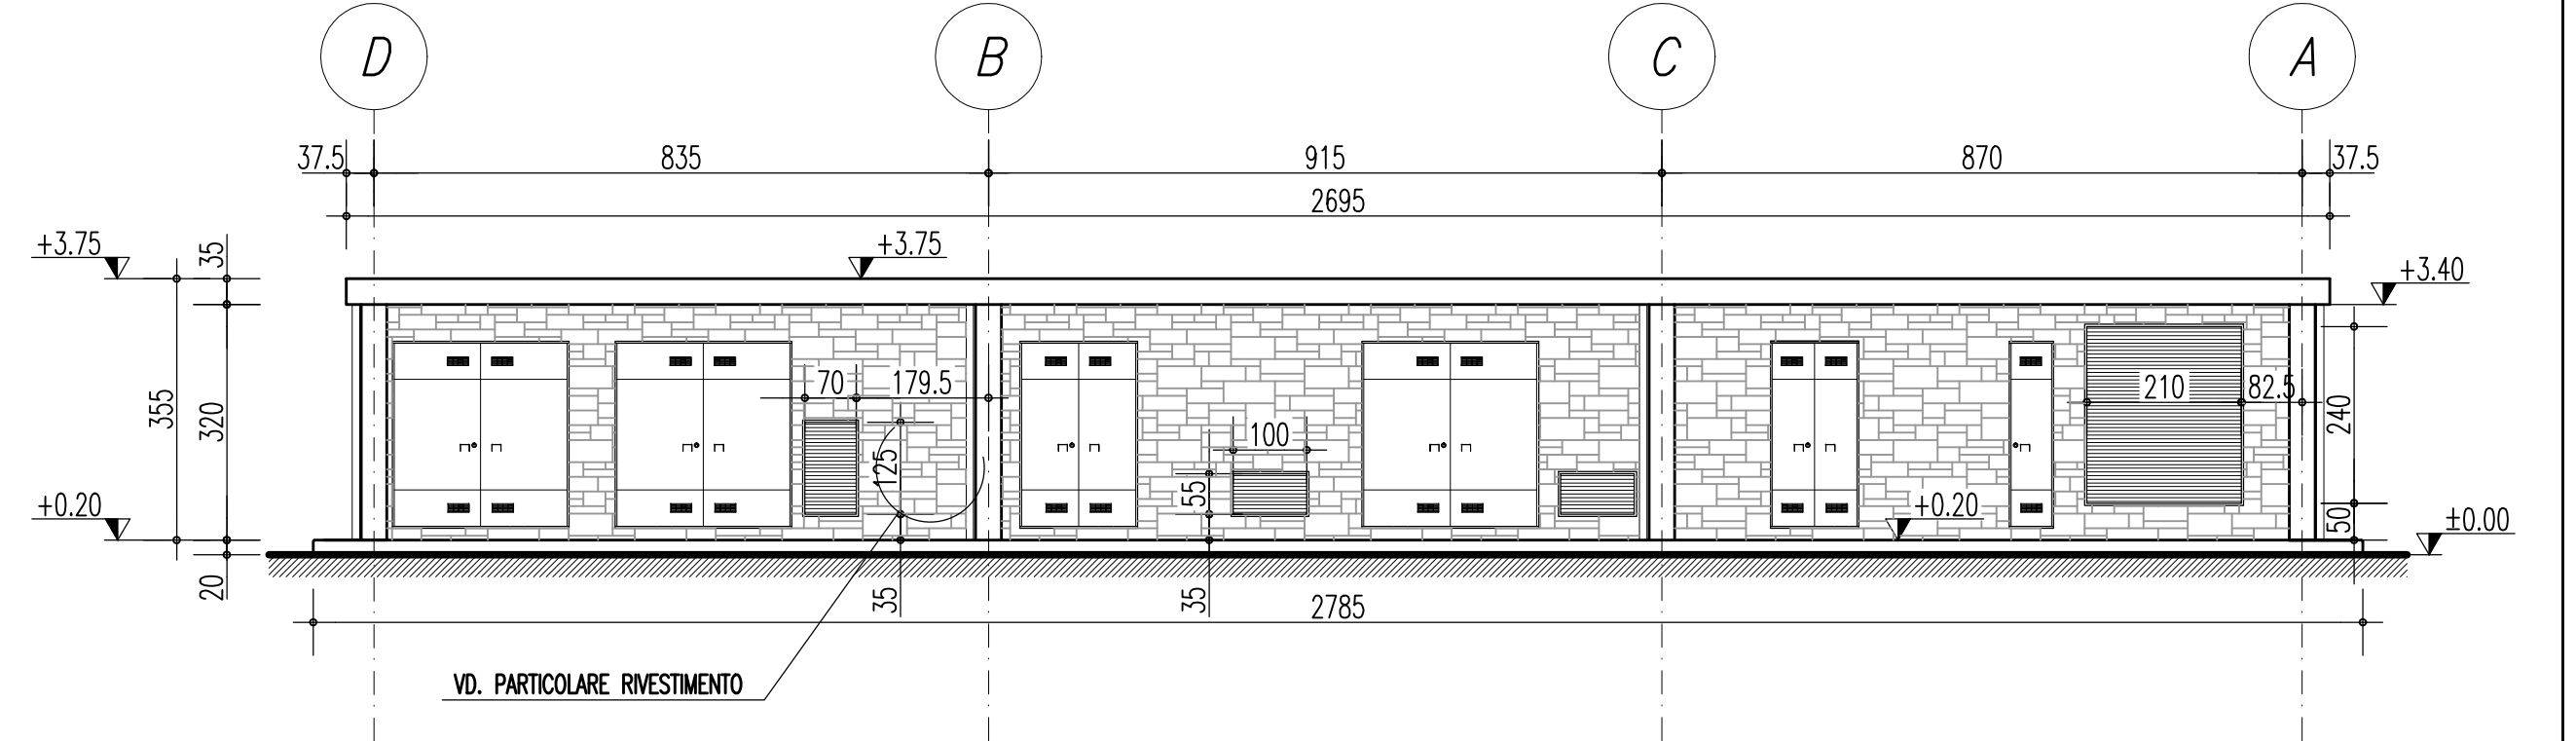 D B C A
37.5 835 915 870 37.5
2695
+3.75 35 +3.75 +3.40
70 179.5 210 82.5
355 320 240
100
125
55
+0.20 +0.20 50 ±0.00
20 35 35
2785
VD. PARTICOLARE RIVESTIMENTO